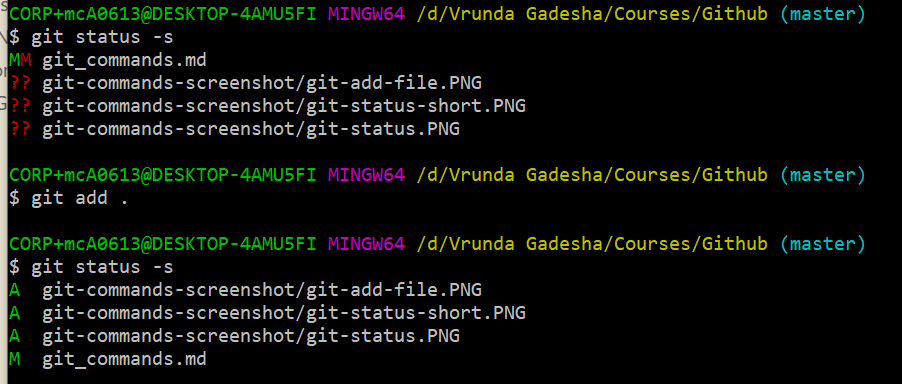 CORP+mcA0613@DESKTOP-4AMU5FI MINGW64 /d/Vrunda Gadesha/Courses/Github (master)
$ git status -s
MM git_commands.md
?? git-commands-screenshot/git-add-file.PNG
?? git-commands-screenshot/git-status-short.PNG
?? git-commands-screenshot/git-status.PNG
CORP+mcA0613@DESKTOP-4AMU5FI MINGW64 /d/Vrunda Gadesha/Courses/Github (master)
$ git add .
CORP+mcA0613@DESKTOP-4AMU5FI MINGW64 /d/Vrunda Gadesha/Courses/Github (master)
$ git status -s
A  git-commands-screenshot/git-add-file.PNG
A  git-commands-screenshot/git-status-short.PNG
A  git-commands-screenshot/git-status.PNG
M  git_commands.md